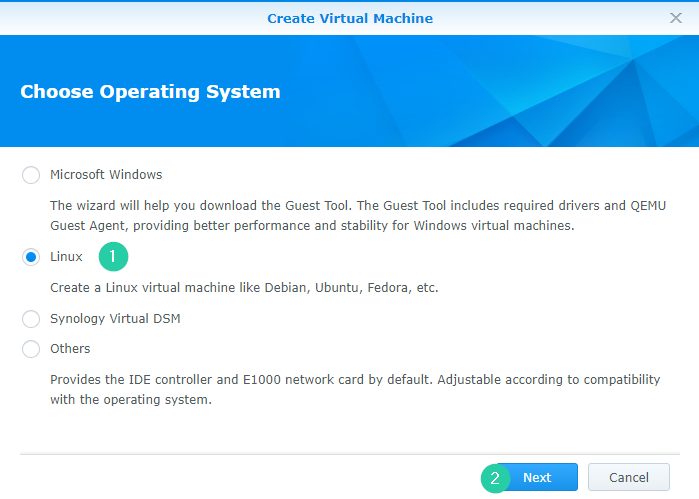 Create Virtual Machine
Choose Operating System
Microsoft Windows
The wizard will help you download the Guest Tool. The Guest Tool includes required drivers and QEMU
Guest Agent, providing better performance and stability for Windows virtual machines.
Linux 1
Create a Linux virtual machine like Debian, Ubuntu, Fedora, etc.
Synology Virtual DSM
Others
Provides the IDE controller and E1000 network card by default. Adjustable according to compatibility
with the operating system.
2 Next Cancel